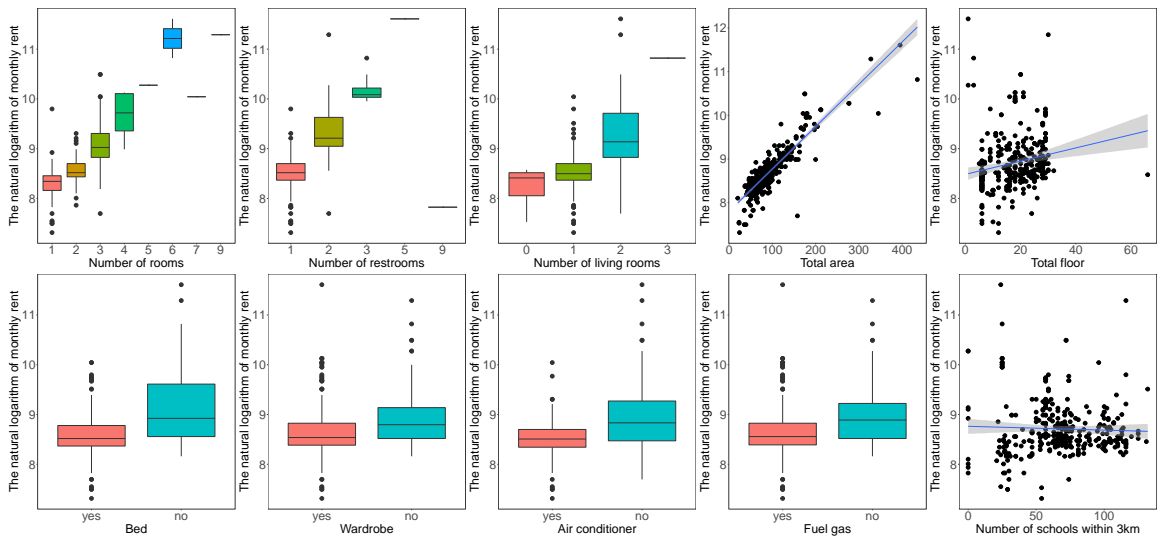 The natural logarithm of monthly rent
11
10
9
8
1 2 3 4 5 6 7 9
Number of rooms
The natural logarithm of monthly rent
11
10
9
8
1 2 3 5 9
Number of restrooms
The natural logarithm of monthly rent
11
10
9
8
0 1 2 3
Number of living rooms
The natural logarithm of monthly rent
12
11
10
9
8
0 100 200 300 400
Total area
The natural logarithm of monthly rent
11
10
9
8
0 20 40 60
Total floor
The natural logarithm of monthly rent
11
10
9
8
yes no
Bed
The natural logarithm of monthly rent
11
10
9
8
yes no
Wardrobe
The natural logarithm of monthly rent
11
10
9
8
yes no
Air conditioner
The natural logarithm of monthly rent
11
10
9
8
yes no
Fuel gas
The natural logarithm of monthly rent
11
10
9
8
0 50 100
Number of schools within 3km